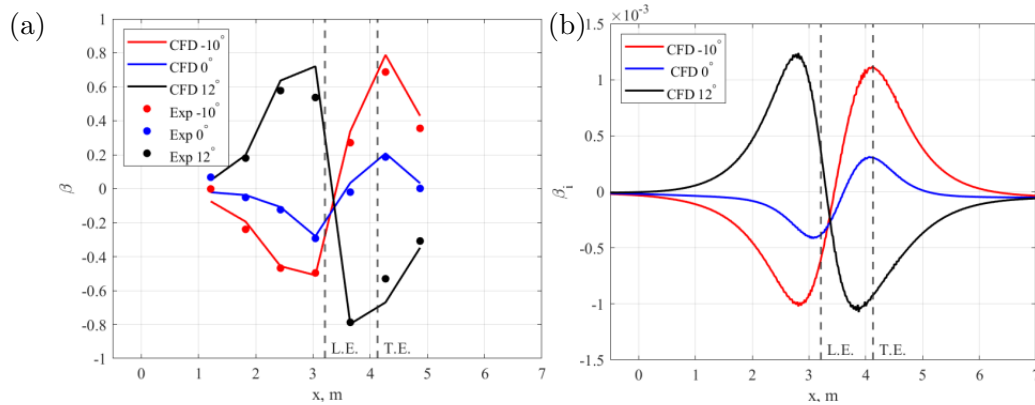 (a)
1
0.8
0.6
0.4
0.2
0
-0.2
-0.4
-0.6
-0.8
-1
β
CFD -10°
CFD 0°
CFD 12°
Exp -10°
Exp 0°
Exp 12°
L.E.
T.E.
0 1 2 3 4 5 6 7
x, m
(b)
×10⁻³
1.5
1
0.5
0
-0.5
-1
-1.5
βᵢ
CFD -10°
CFD 0°
CFD 12°
L.E.
T.E.
0 1 2 3 4 5 6 7
x, m